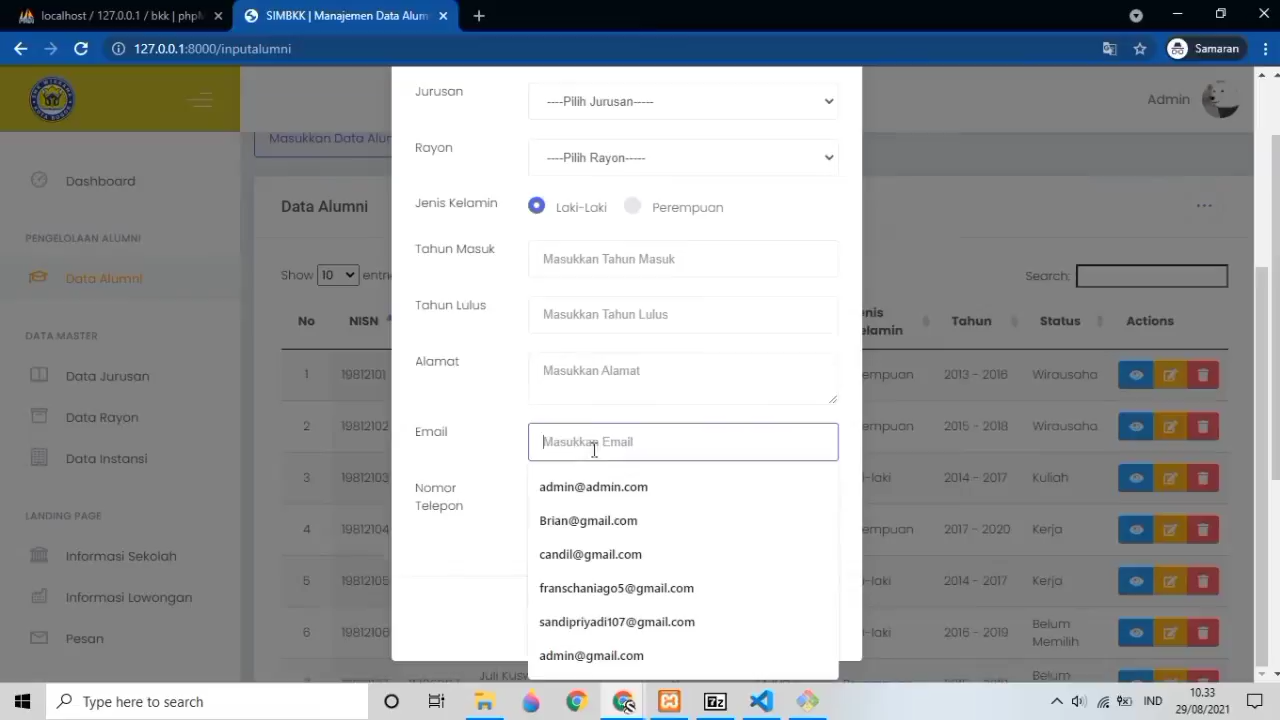 localhost / 127.0.0.1 / bkk | phpM
SIMBKK | Manajemen Data Alum
127.0.0.1:8000/inputalumni
Samaran
Admin
Masukkan Data Alum
Dashboard
PENGELOLAAN ALUMNI
Data Alumni
DATA MASTER
Data Jurusan
Data Rayon
Data Instansi
LANDING PAGE
Informasi Sekolah
Informasi Lowongan
Pesan
Data Alumni
Show 10 entrie
Search:
No NISN
enis
elamin
Tahun Status Actions
1 19812101 empuan 2013 - 2016 Wirausaha
2 19812102 empuan 2015 - 2018 Wirausaha
3 19812103 -laki 2014 - 2017 Kuliah
4 19812104 empuan 2017 - 2020 Kerja
5 19812105 i-laki 2014 - 2017 Kerja
6 19812106 i-laki 2016 - 2019 Belum
Memilih
Juli Kusw
Belum
Jurusan
----Pilih Jurusan-----
Rayon
----Pilih Rayon-----
Jenis Kelamin
Laki-Laki Perempuan
Tahun Masuk
Masukkan Tahun Masuk
Tahun Lulus
Masukkan Tahun Lulus
Alamat
Masukkan Alamat
Email
Masukkan Email
admin@admin.com
Brian@gmail.com
candil@gmail.com
franschaniago5@gmail.com
sandipriyadi107@gmail.com
admin@gmail.com
Nomor
Telepon
Type here to search
7z
IND
10.33
29/08/2021